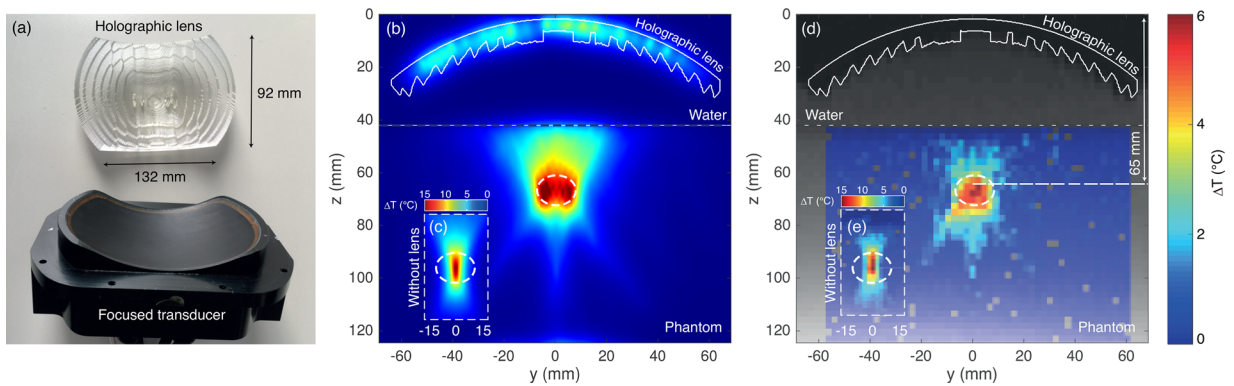 (a)
Holographic lens
92 mm
132 mm
Focused transducer
(b)
Holographic lens
Water
ΔT (°C)
15 10 5 0
(c)
Without lens
-15 0 15
Phantom
0
20
40
60
80
100
120
z (mm)
-60 -40 -20 0 20 40 60
y (mm)
(d)
Holographic lens
Water
65 mm
ΔT (°C)
15 10 5 0
(e)
Without lens
-15 0 15
Phantom
0
20
40
60
80
100
120
z (mm)
-60 -40 -20 0 20 40 60
y (mm)
6
4
2
0
ΔT (°C)